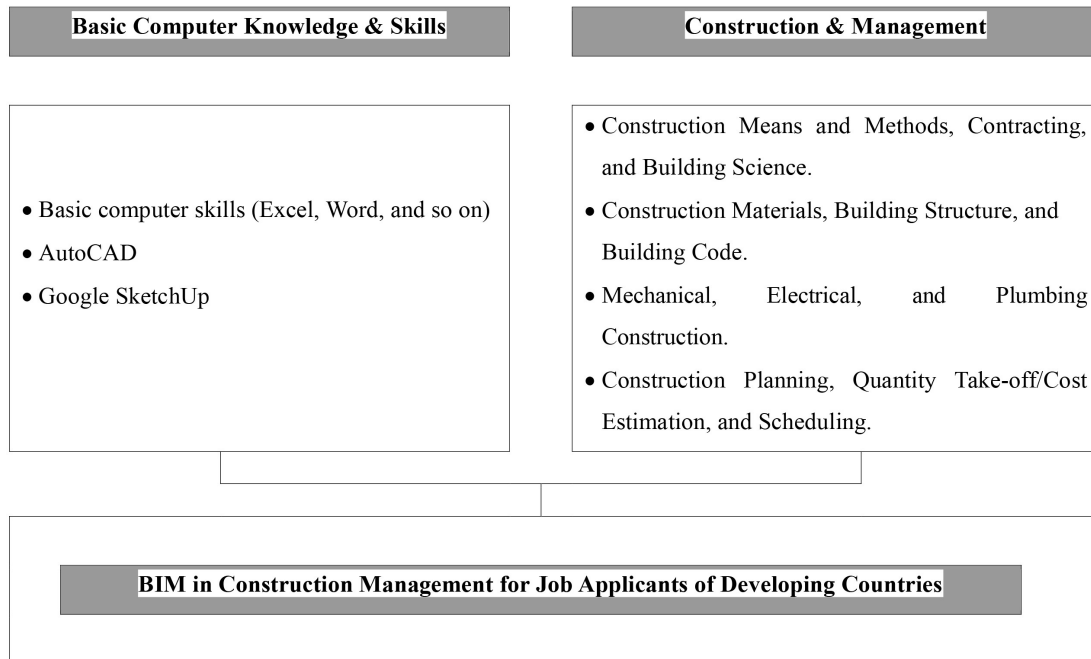 Basic Computer Knowledge & Skills
Construction & Management
• Basic computer skills (Excel, Word, and so on)
• AutoCAD
• Google SketchUp
• Construction Means and Methods, Contracting,
and Building Science.
• Construction Materials, Building Structure, and
Building Code.
• Mechanical, Electrical, and Plumbing
Construction.
• Construction Planning, Quantity Take-off/Cost
Estimation, and Scheduling.
BIM in Construction Management for Job Applicants of Developing Countries